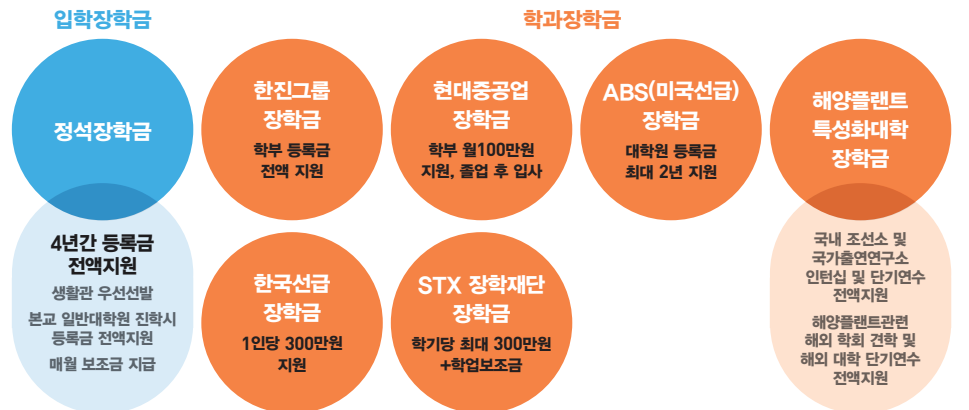 입학장학금
정석장학금
4년간 등록금
전액지원
생활관 우선선발
본교 일반대학원 진학시
등록금 전액지원
매월 보조금 지급
학과장학금
한진그룹
장학금
학부 등록금
전액 지원
현대중공업
장학금
학부 월100만원
지원, 졸업 후 입사
ABS(미국선급)
장학금
대학원 등록금
최대 2년 지원
해양플랜트
특성화대학
장학금
국내 조선소 및
국가출연연구소
인턴십 및 단기연수
전액지원
해양플랜트관련
해외 학회 견학 및
해외 대학 단기연수
전액지원
한국선급
장학금
1인당 300만원
지원
STX 장학재단
장학금
학기당 최대 300만원
+학업보조금